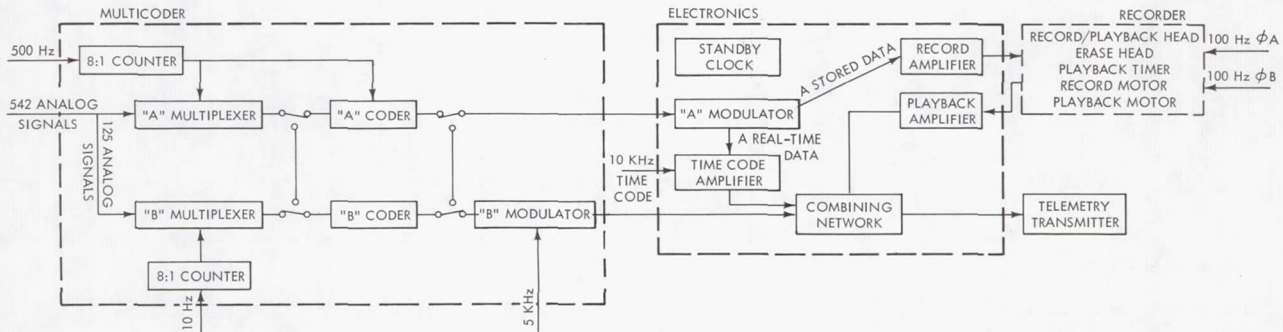 MULTICODER
ELECTRONICS
RECORDER
500 Hz
8:1 COUNTER
542 ANALOG
SIGNALS
125 ANALOG
SIGNALS
"A" MULTIPLEXER
"A" CODER
"B" MULTIPLEXER
"B" CODER
"B" MODULATOR
8:1 COUNTER
10 Hz
5 KHz
STANDBY
CLOCK
A STORED DATA
RECORD
AMPLIFIER
"A" MODULATOR
PLAYBACK
AMPLIFIER
A REAL-TIME
DATA
10 KHz
TIME
CODE
TIME CODE
AMPLIFIER
COMBINING
NETWORK
TELEMETRY
TRANSMITTER
RECORD/PLAYBACK HEAD
ERASE HEAD
PLAYBACK TIMER
RECORD MOTOR
PLAYBACK MOTOR
100 Hz ϕA
100 Hz ϕB